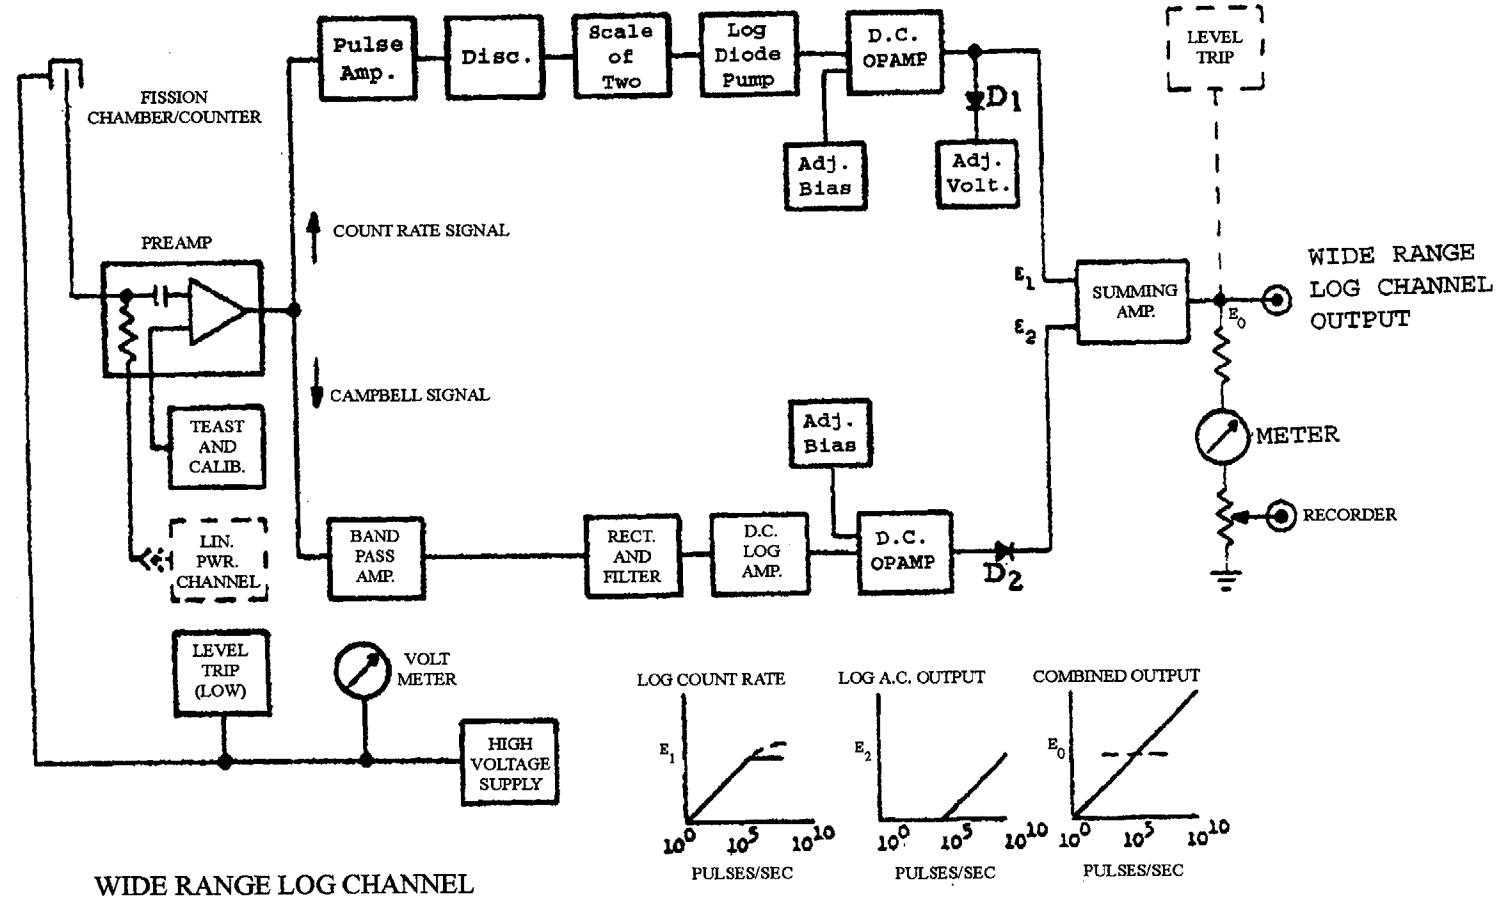 Pulse
Amp.
Disc.
Scale
of
Two
Log
Diode
Pump
D.C.
OPAMP
LEVEL
TRIP
FISSION
CHAMBER/COUNTER
D1
Adj.
Bias
Adj.
Volt.
COUNT RATE SIGNAL
PREAMP
WIDE RANGE
LOG CHANNEL
OUTPUT
E1
SUMMING
AMP.
E0
E2
CAMPBELL SIGNAL
TEAST
AND
CALIB.
Adj.
Bias
METER
RECORDER
LIN.
PWR.
CHANNEL
BAND
PASS
AMP.
RECT.
AND
FILTER
D.C.
LOG
AMP.
D.C.
OPAMP
D2
LEVEL
TRIP
(LOW)
VOLT
METER
HIGH
VOLTAGE
SUPPLY
LOG COUNT RATE
E1
10^0 10^5 10^10
PULSES/SEC
LOG A.C. OUTPUT
E2
10^0 10^5 10^10
PULSES/SEC
COMBINED OUTPUT
E0
10^0 10^5 10^10
PULSES/SEC
WIDE RANGE LOG CHANNEL